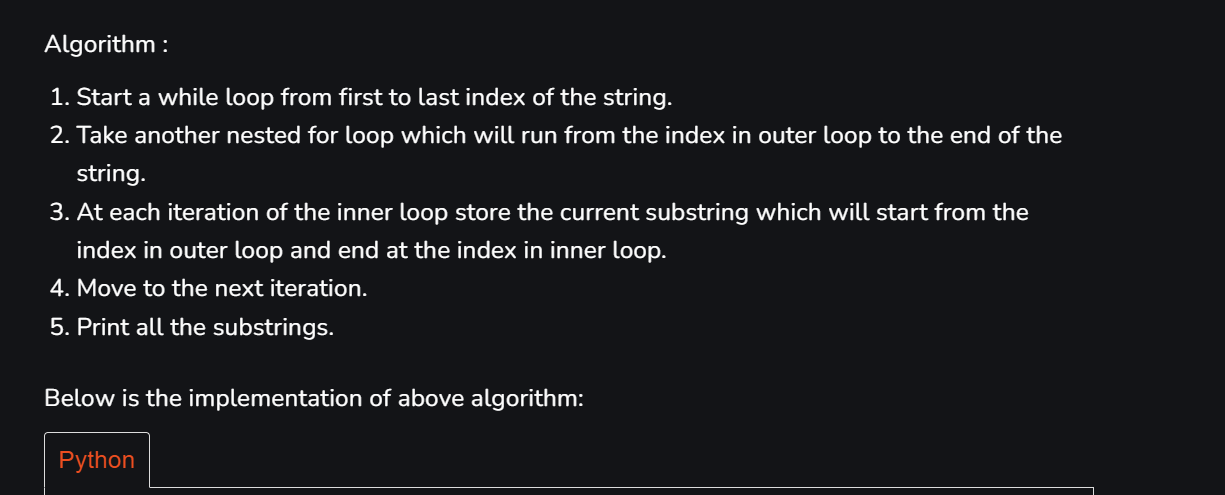 Algorithm :
1. Start a while loop from first to last index of the string.
2. Take another nested for loop which will run from the index in outer loop to the end of the
string.
3. At each iteration of the inner loop store the current substring which will start from the
index in outer loop and end at the index in inner loop.
4. Move to the next iteration.
5. Print all the substrings.
Below is the implementation of above algorithm:
Python